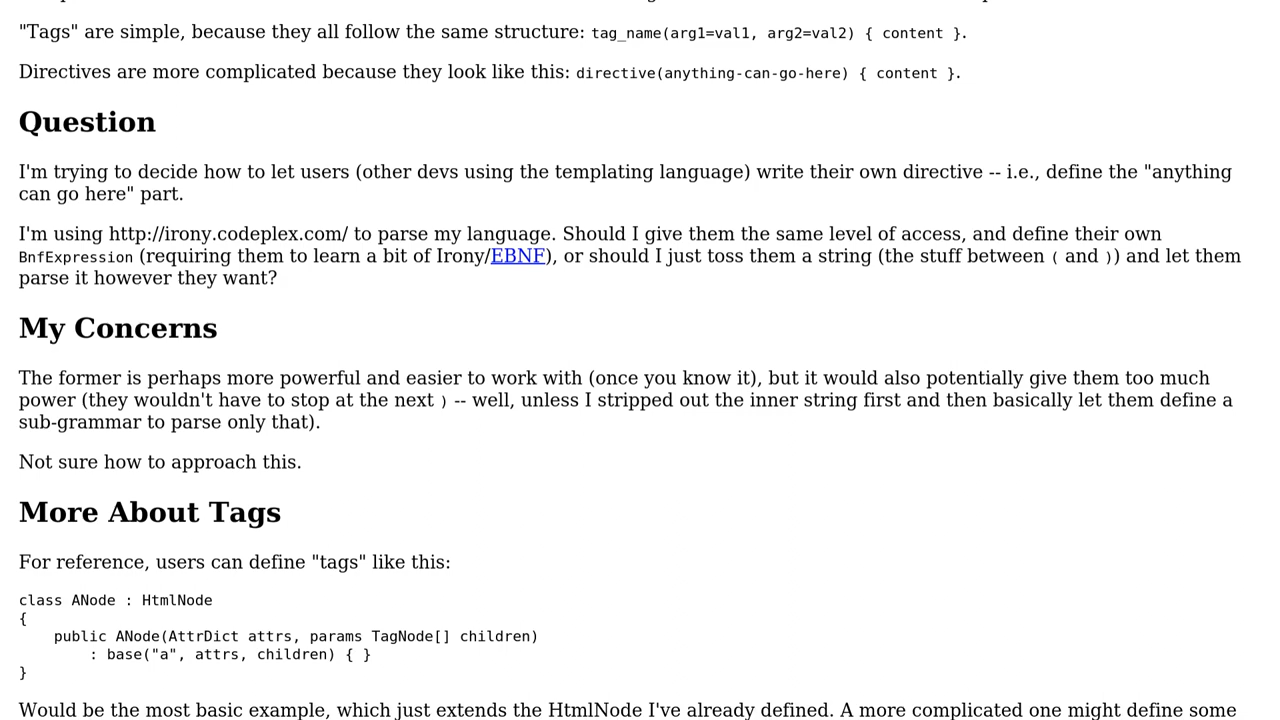 "Tags" are simple, because they all follow the same structure: tag_name(arg1=val1, arg2=val2) { content }.
Directives are more complicated because they look like this: directive(anything-can-go-here) { content }.
Question
I'm trying to decide how to let users (other devs using the templating language) write their own directive -- i.e., define the "anything
can go here" part.
I'm using http://irony.codeplex.com/ to parse my language. Should I give them the same level of access, and define their own
BnfExpression (requiring them to learn a bit of Irony/EBNF), or should I just toss them a string (the stuff between ( and )) and let them
parse it however they want?
My Concerns
The former is perhaps more powerful and easier to work with (once you know it), but it would also potentially give them too much
power (they wouldn't have to stop at the next ) -- well, unless I stripped out the inner string first and then basically let them define a
sub-grammar to parse only that).
Not sure how to approach this.
More About Tags
For reference, users can define "tags" like this:
class ANode : HtmlNode
{
    public ANode(AttrDict attrs, params TagNode[] children)
        : base("a", attrs, children) { }
}
Would be the most basic example, which just extends the HtmlNode I've already defined. A more complicated one might define some